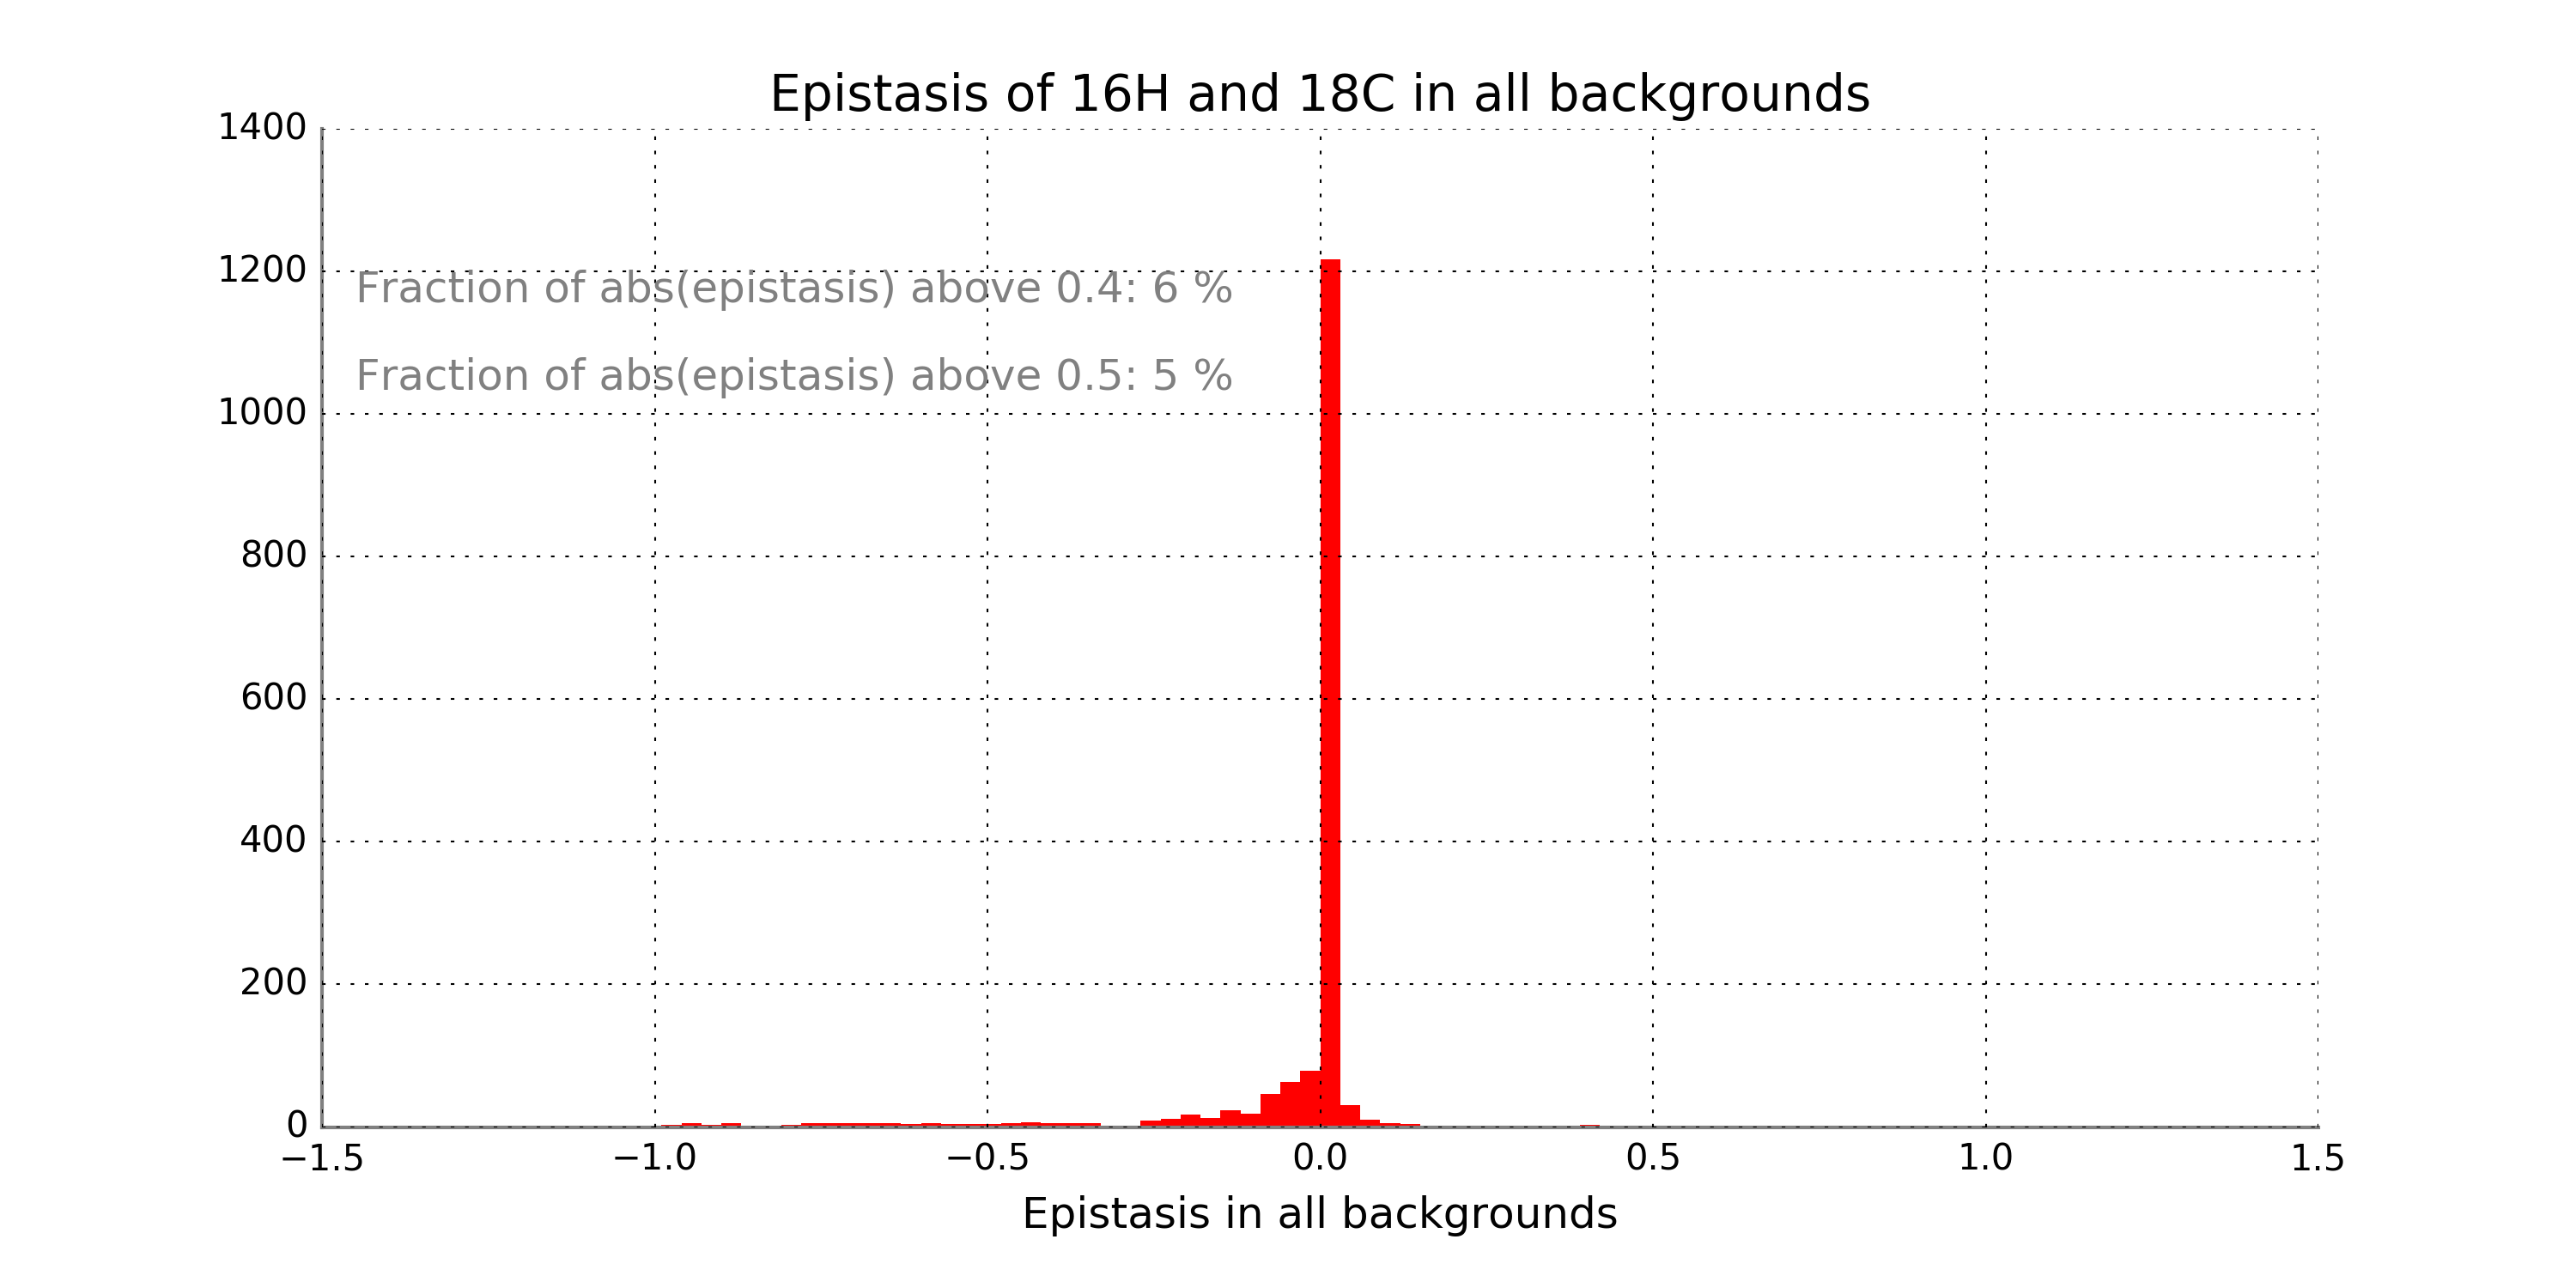 Epistasis of 16H and 18C in all backgrounds
1400
1200
Fraction of abs(epistasis) above 0.4: 6 %
Fraction of abs(epistasis) above 0.5: 5 %
1000
800
600
400
200
0
−1.5 −1.0 −0.5 0.0 0.5 1.0 1.5
Epistasis in all backgrounds